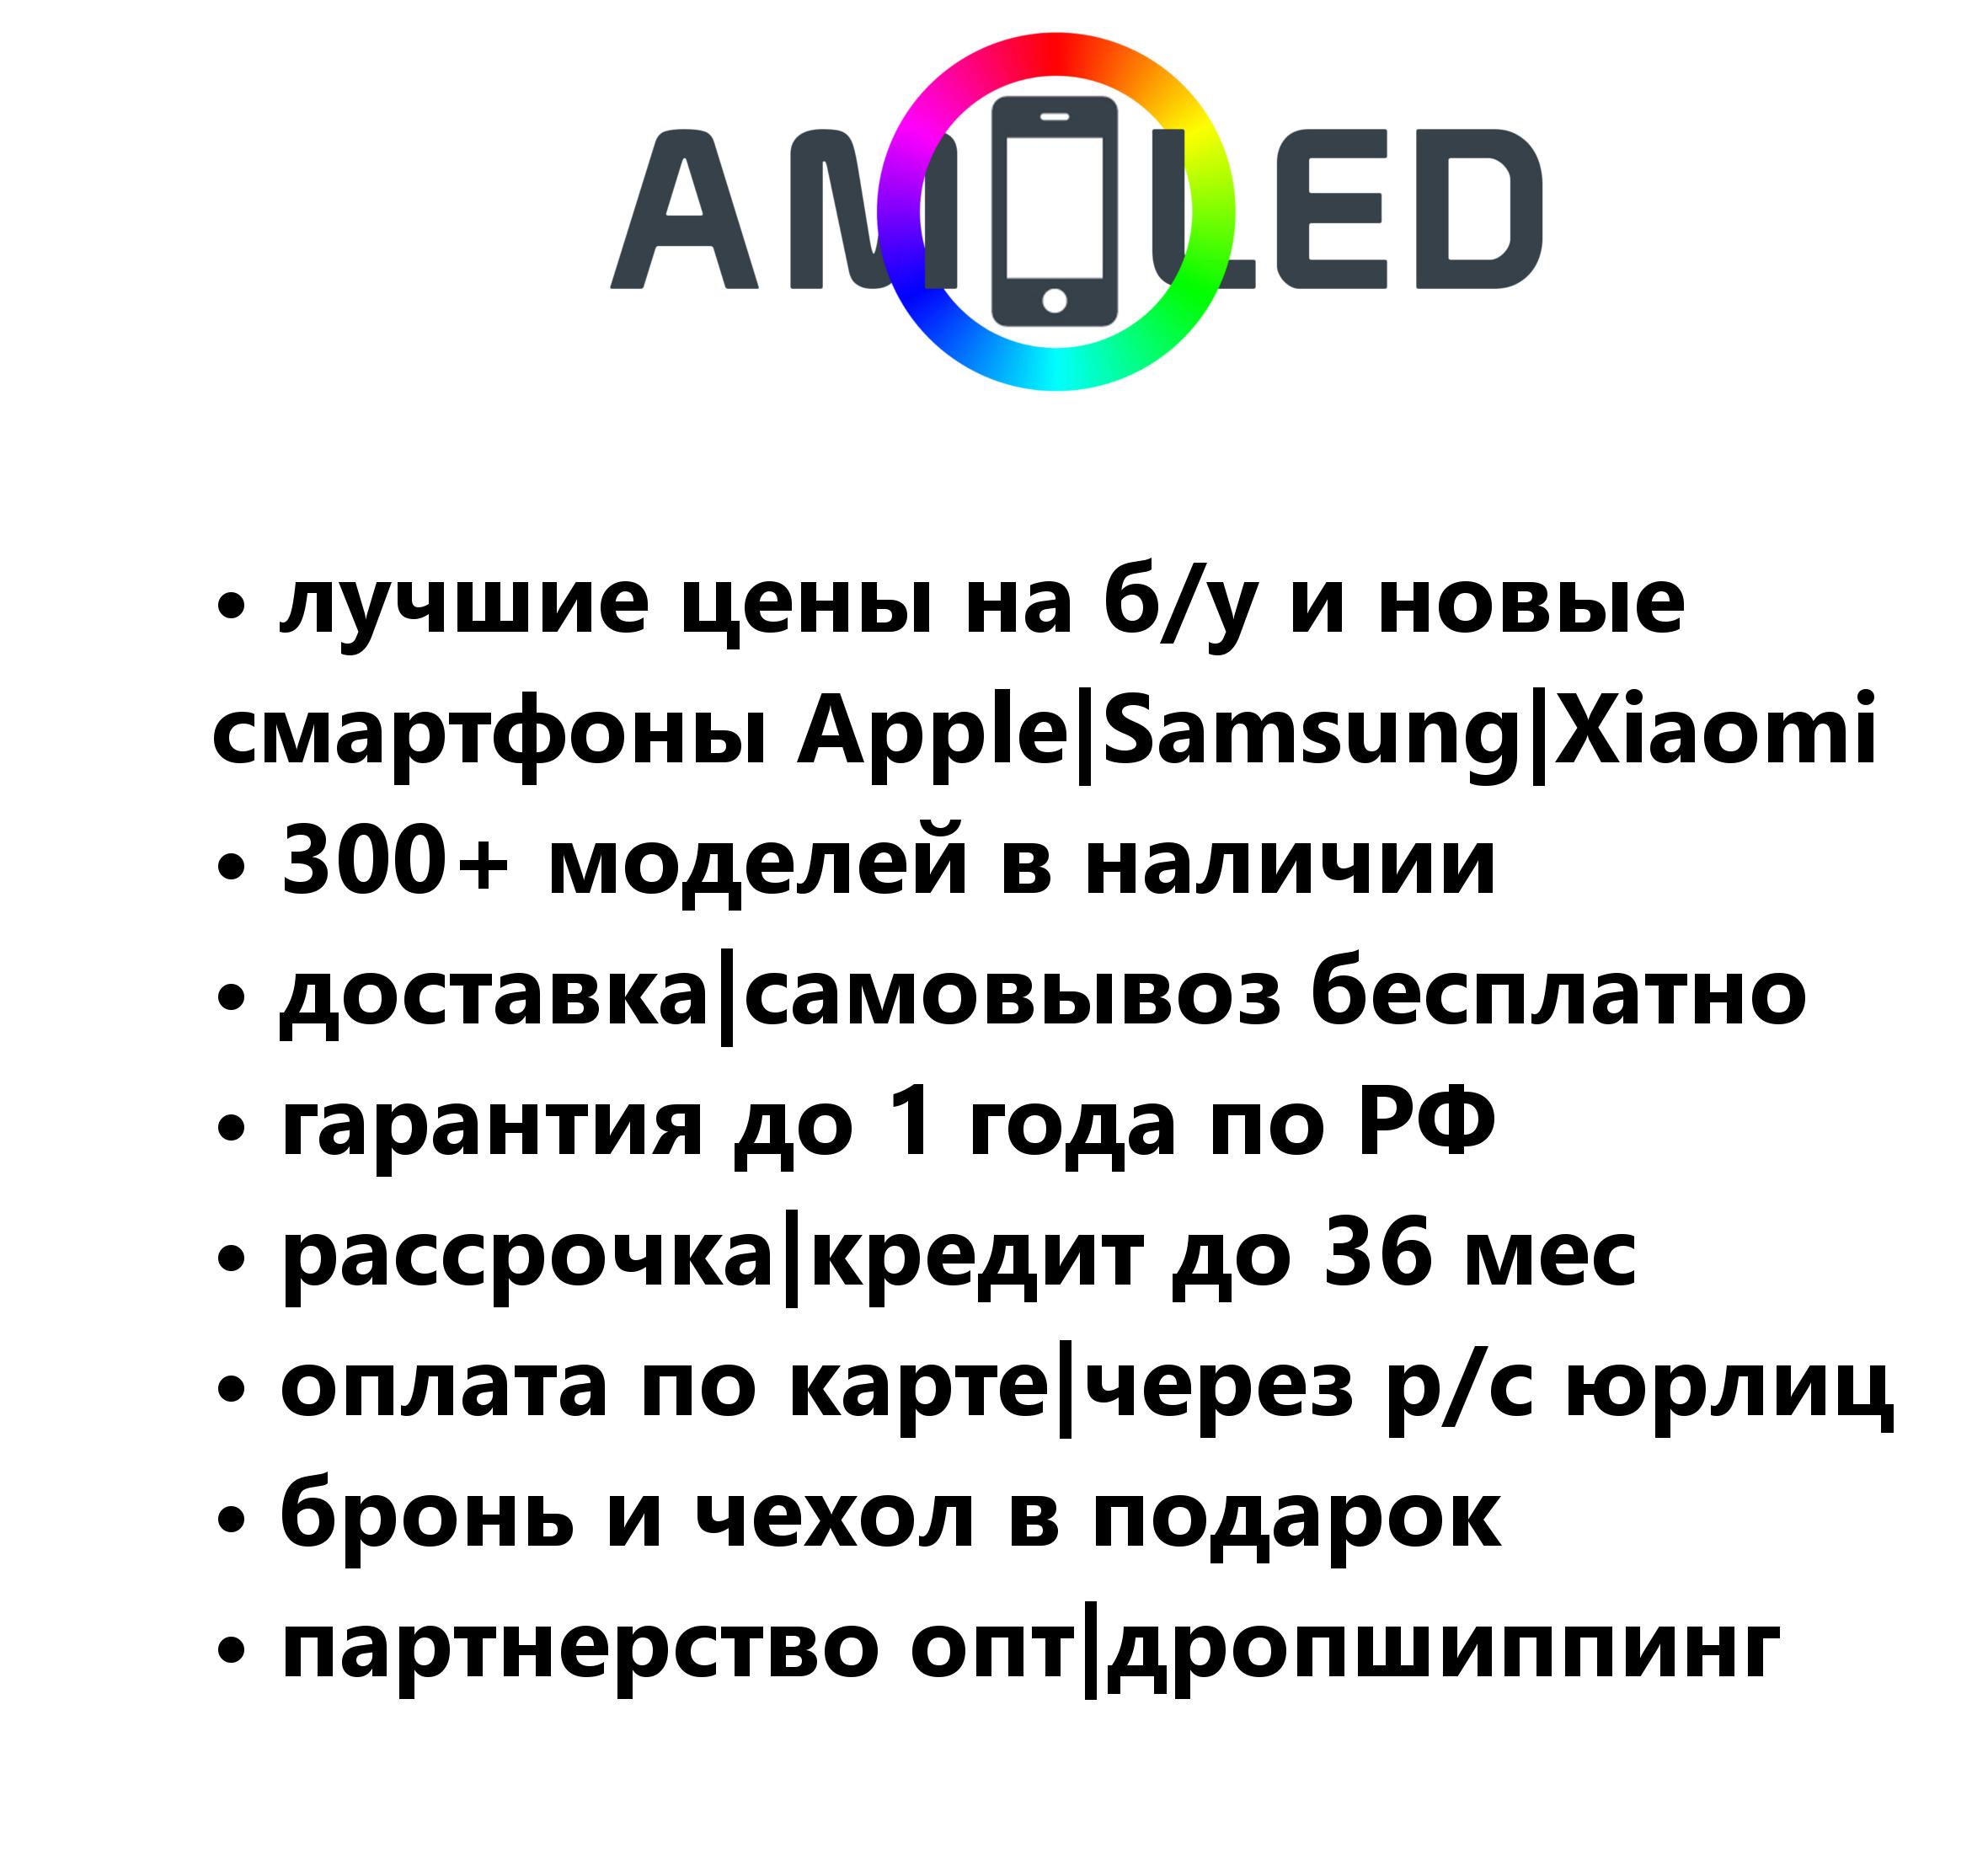 AMOLED
• лучшие цены на б/у и новые
смартфоны Apple|Samsung|Xiaomi
• 300+ моделей в наличии
• доставка|самовывоз бесплатно
• гарантия до 1 года по РФ
• рассрочка|кредит до 36 мес
• оплата по карте|через р/с юрлиц
• бронь и чехол в подарок
• партнерство опт|дропшиппинг